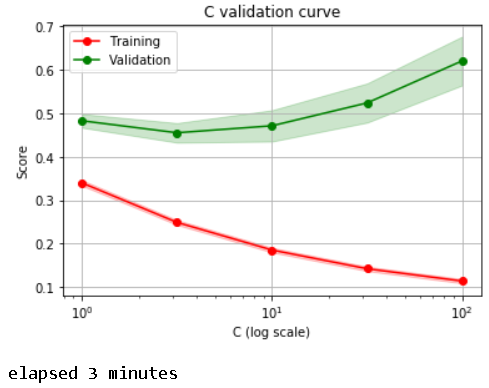 C validation curve
0.7
0.6
0.5
0.4
0.3
0.2
0.1
Score
Training
Validation
10⁰
10¹
10²
C (log scale)
elapsed 3 minutes